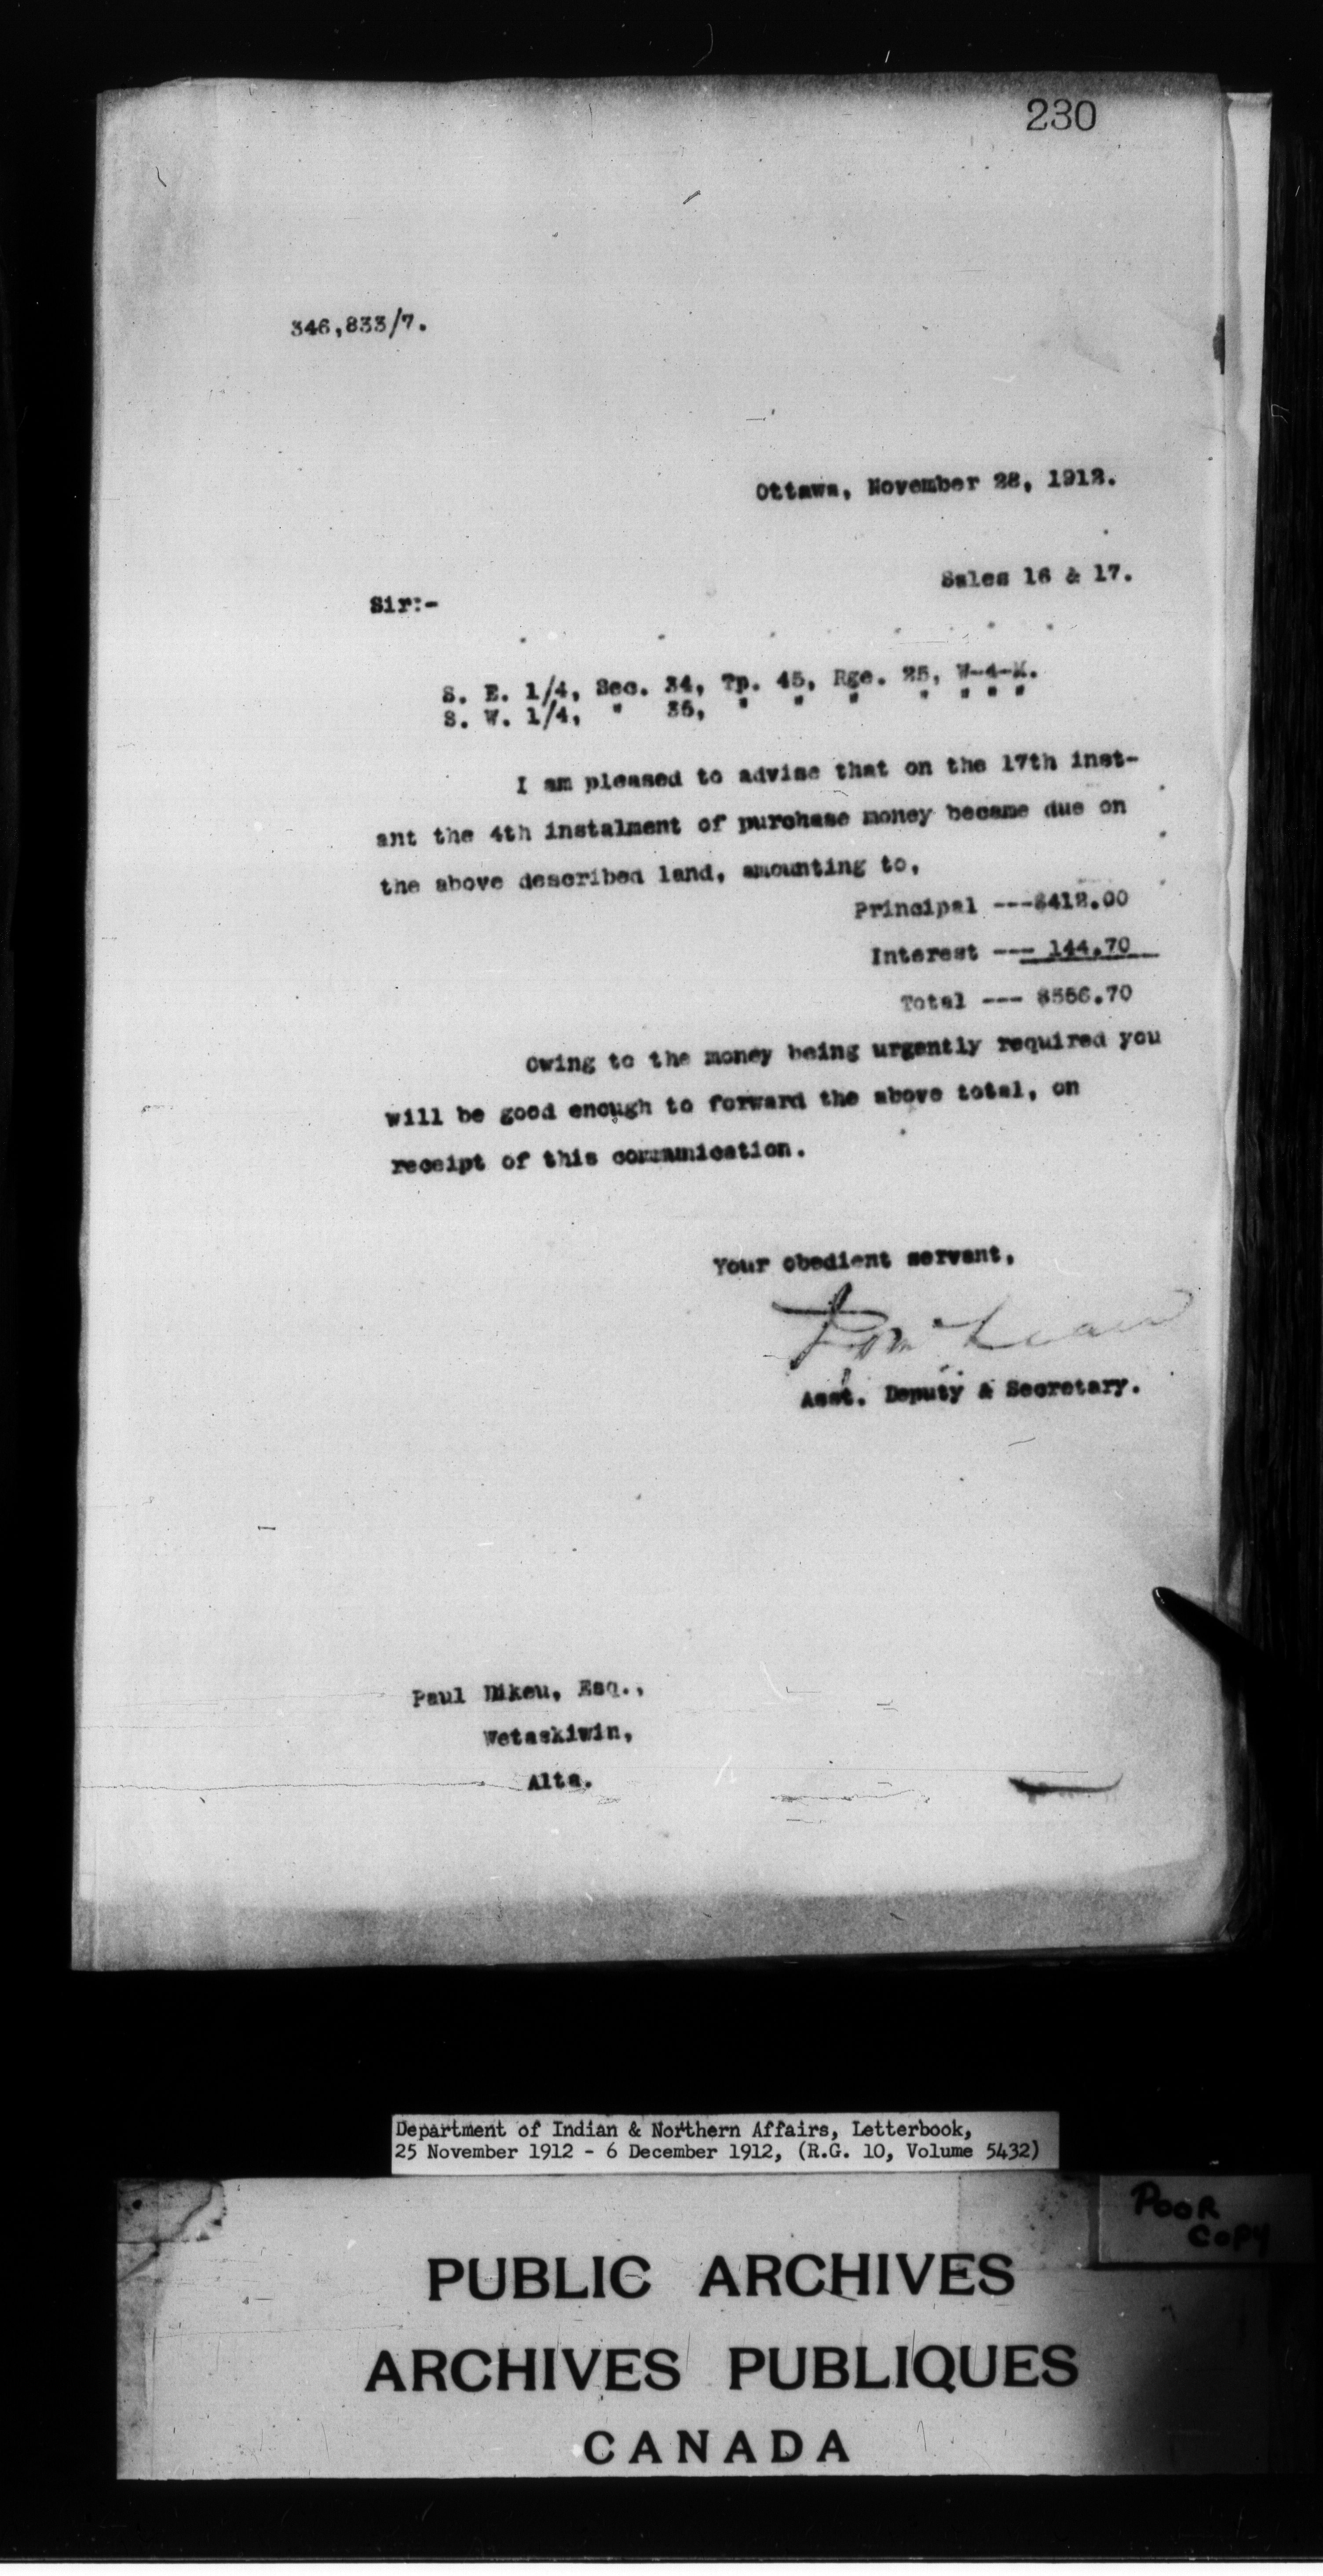 230
346,833/7.
Ottawa, November 28, 1912.
Sales 16 & 17.
Sir:-
S. E. 1/4, Sec. 34, Tp. 45, Rge. 25, W-4-M.
S. W. 1/4, " 35, " " " " " " "
I am pleased to advise that on the 17th inst-
ant the 4th instalment of purchase money became due on
the above described land, amounting to,
Principal ---$412.00
Interest --- 144.70
Total --- $556.70
Owing to the money being urgently required you
will be good enough to forward the above total, on
receipt of this communication.
Your obedient servant,
Asst. Deputy & Secretary.
Paul Dikeu, Esq.,
Wetaskiwin,
Alta.
Department of Indian & Northern Affairs, Letterbook,
25 November 1912 - 6 December 1912, (R.G. 10, Volume 5432)
POOR
COPY
PUBLIC ARCHIVES
ARCHIVES PUBLIQUES
CANADA